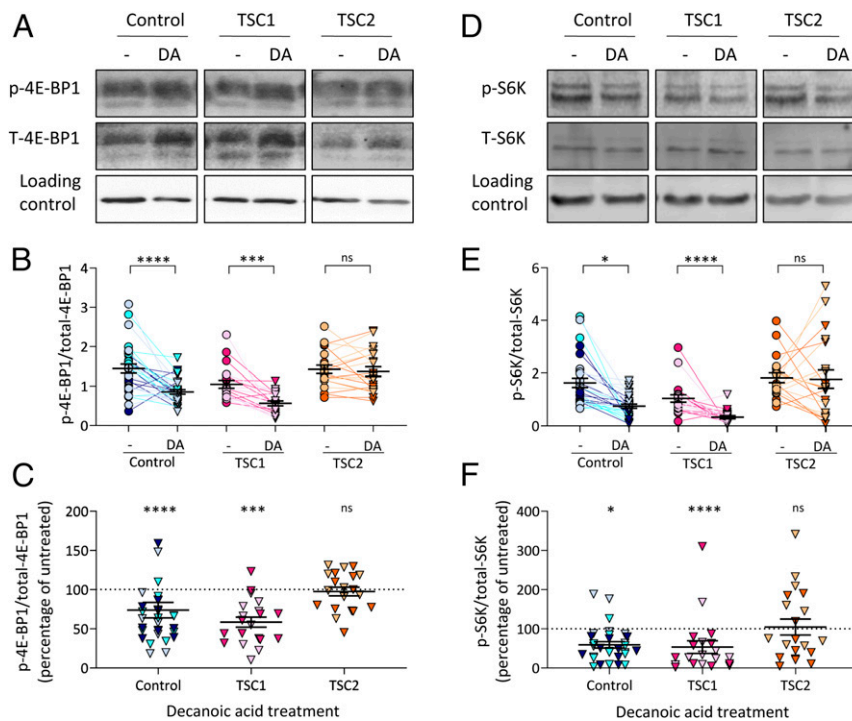 A
Control TSC1 TSC2
- DA - DA - DA
p-4E-BP1
T-4E-BP1
Loading
control
B
**** *** ns
p-4E-BP1/total-4E-BP1
4
3
2
1
0
- DA - DA - DA
Control TSC1 TSC2
C
**** *** ns
p-4E-BP1/total-4E-BP1
(percentage of untreated)
200
150
100
50
0
Control TSC1 TSC2
Decanoic acid treatment
D
Control TSC1 TSC2
- DA - DA - DA
p-S6K
T-S6K
Loading
control
E
* **** ns
p-S6K/total-S6K
6
4
2
0
- DA - DA - DA
Control TSC1 TSC2
F
* **** ns
p-S6K/total-S6K
(percentage of untreated)
400
300
200
100
0
Control TSC1 TSC2
Decanoic acid treatment